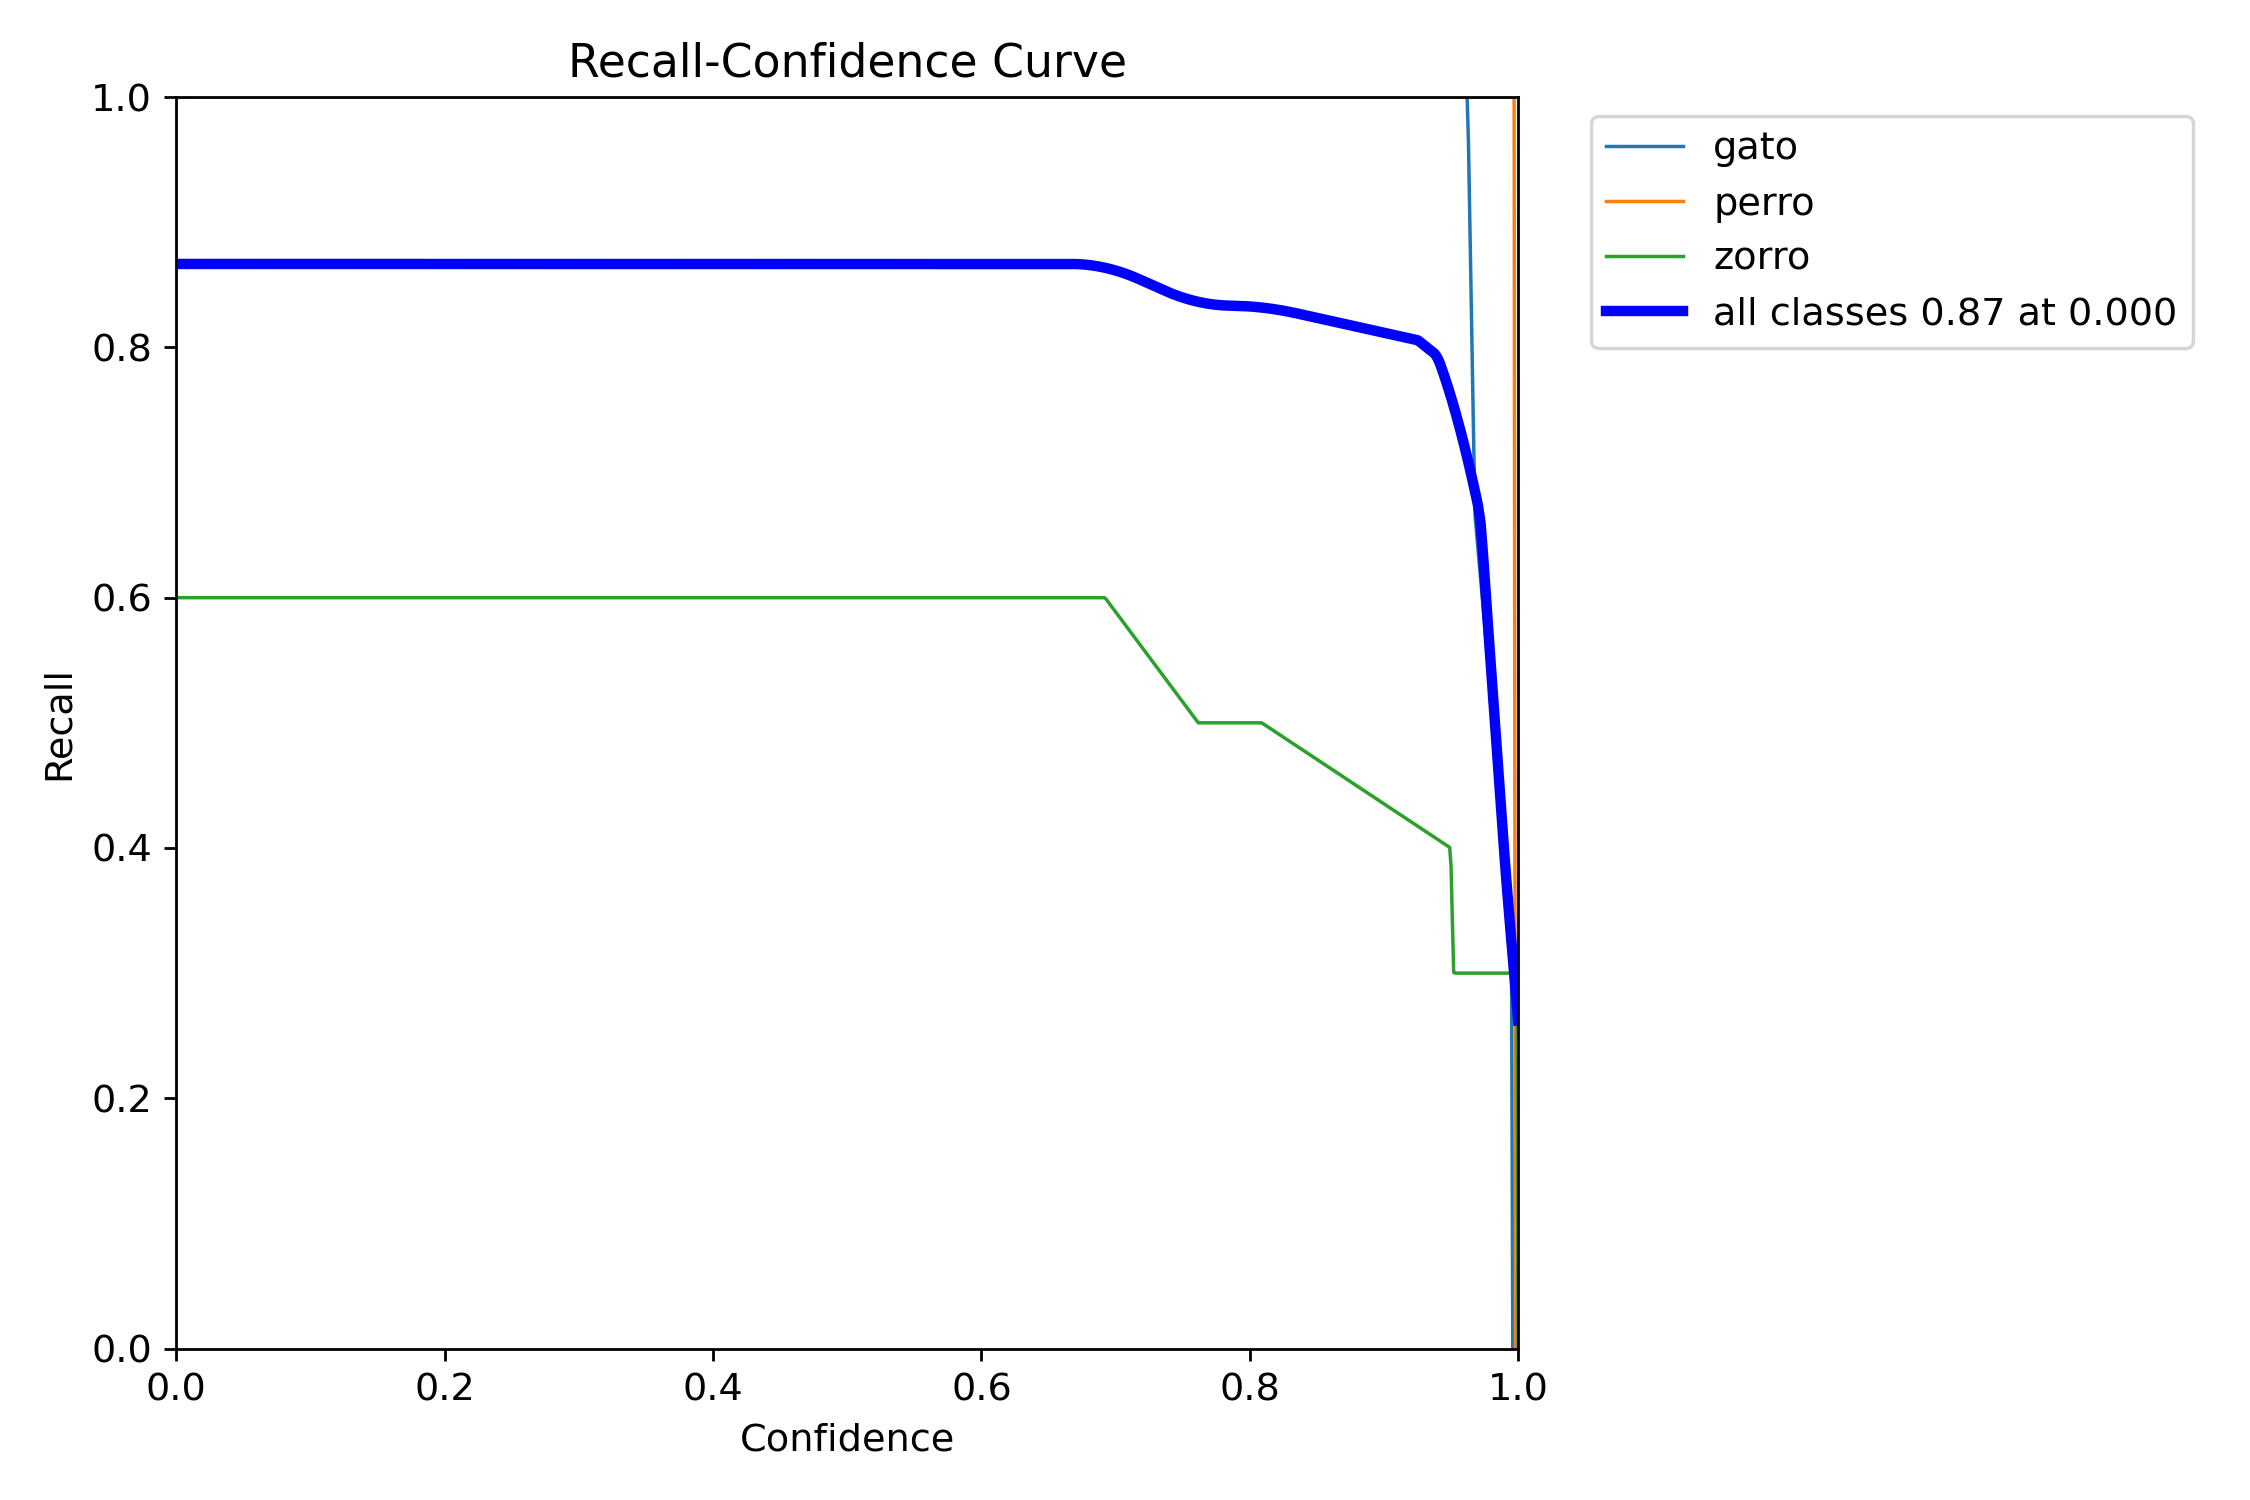 Recall-Confidence Curve
1.0
0.8
0.6
0.4
0.2
0.0
Recall
0.0 0.2 0.4 0.6 0.8 1.0
Confidence
gato
perro
zorro
all classes 0.87 at 0.000